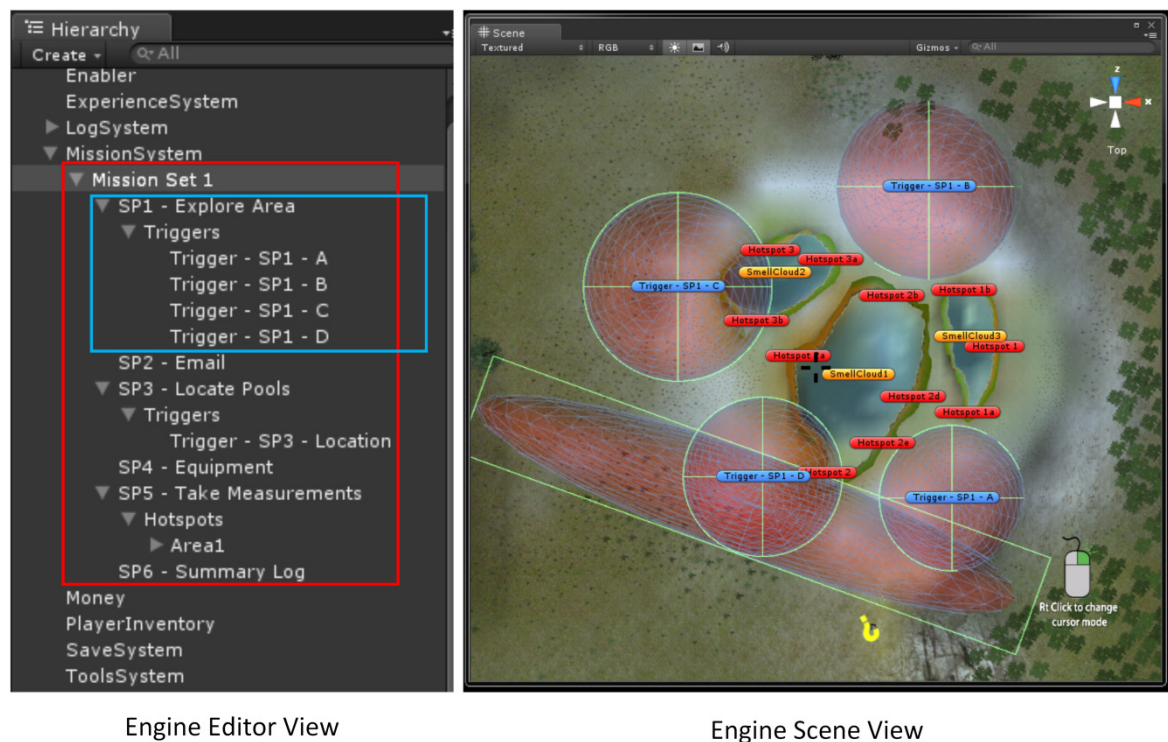 Hierarchy
Create
All
Enabler
ExperienceSystem
LogSystem
MissionSystem
Mission Set 1
SP1 - Explore Area
Triggers
Trigger - SP1 - A
Trigger - SP1 - B
Trigger - SP1 - C
Trigger - SP1 - D
SP2 - Email
SP3 - Locate Pools
Triggers
Trigger - SP3 - Location
SP4 - Equipment
SP5 - Take Measurements
Hotspots
Area1
SP6 - Summary Log
Money
PlayerInventory
SaveSystem
ToolsSystem
Engine Editor View
# Scene
Textured RGB Gizmos All
z
x
Top
Trigger - SP1 - B
Hotspot 3
Hotspot 3a
SmellCloud2
Trigger - SP1 - C
Hotspot 2b
Hotspot 1b
Hotspot 3b
SmellCloud3
Hotspot 1
Hotspot
SmellCloud1
Hotspot 2d
Hotspot 1a
Hotspot 2e
Trigger - SP1 - D
Hotspot 2
Trigger - SP1 - A
Rt Click to change
cursor mode
Engine Scene View